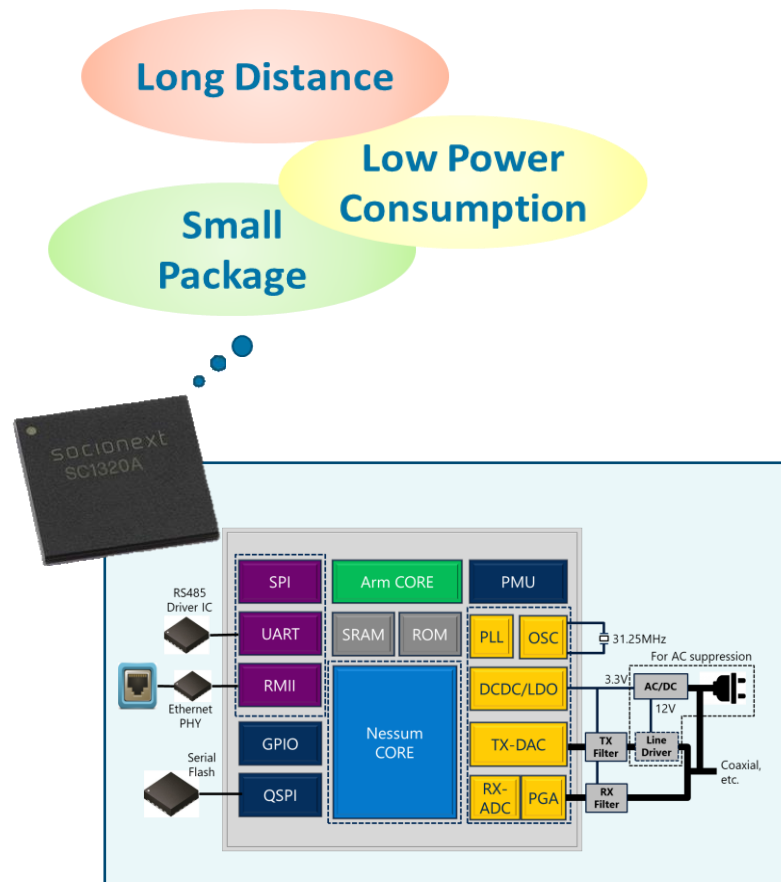 Long Distance
Low Power
Consumption
Small
Package
socionext
SC1320A
RS485
Driver IC
Ethernet
PHY
Serial
Flash
SPI
UART
RMII
GPIO
QSPI
Arm CORE
SRAM
ROM
Nessum
CORE
PMU
PLL
OSC
DCDC/LDO
TX-DAC
RX-
ADC
PGA
31.25MHz
For AC suppression
3.3V
AC/DC
12V
TX
Filter
Line
Driver
RX
Filter
Coaxial,
etc.